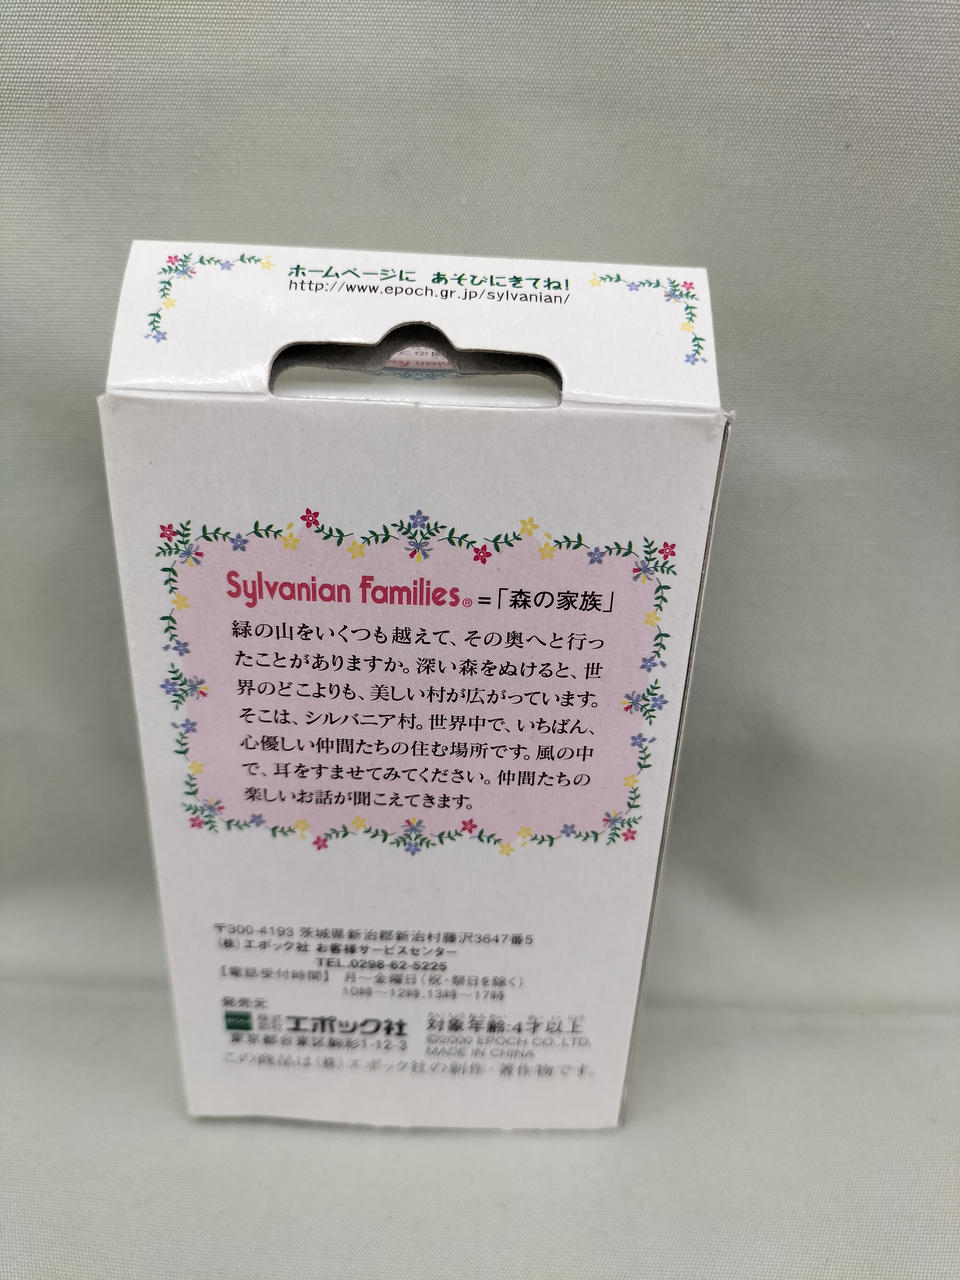 ホームページに あそびにきてね!
http://www.epoch.gr.jp/sylvanian/
Sylvanian Families® =「森の家族」
緑の山をいくつも越えて、その奥へと行っ
たことがありますか。深い森をぬけると、世
界のどこよりも、美しい村が広がっています。
そこは、シルバニア村。世界中で、いちばん、
心優しい仲間たちの住む場所です。風の中
で、耳をすませてみてください。仲間たちの
楽しいお話が聞こえてきます。
〒300-4193 茨城県新治郡新治村藤沢3647番5
(株)エポック社 お客様サービスセンター
TEL.0298-62-5225
【電話受付時間】 月〜金曜日(祝・祭日を除く)
10時〜12時、13時〜17時
発売元
株式会社 エポック社
東京都台東区駒形1-12-3
対象年齢:4才以上
©2000 EPOCH CO.,LTD.
MADE IN CHINA
この商品は(株)エポック社の創作・著作物です。